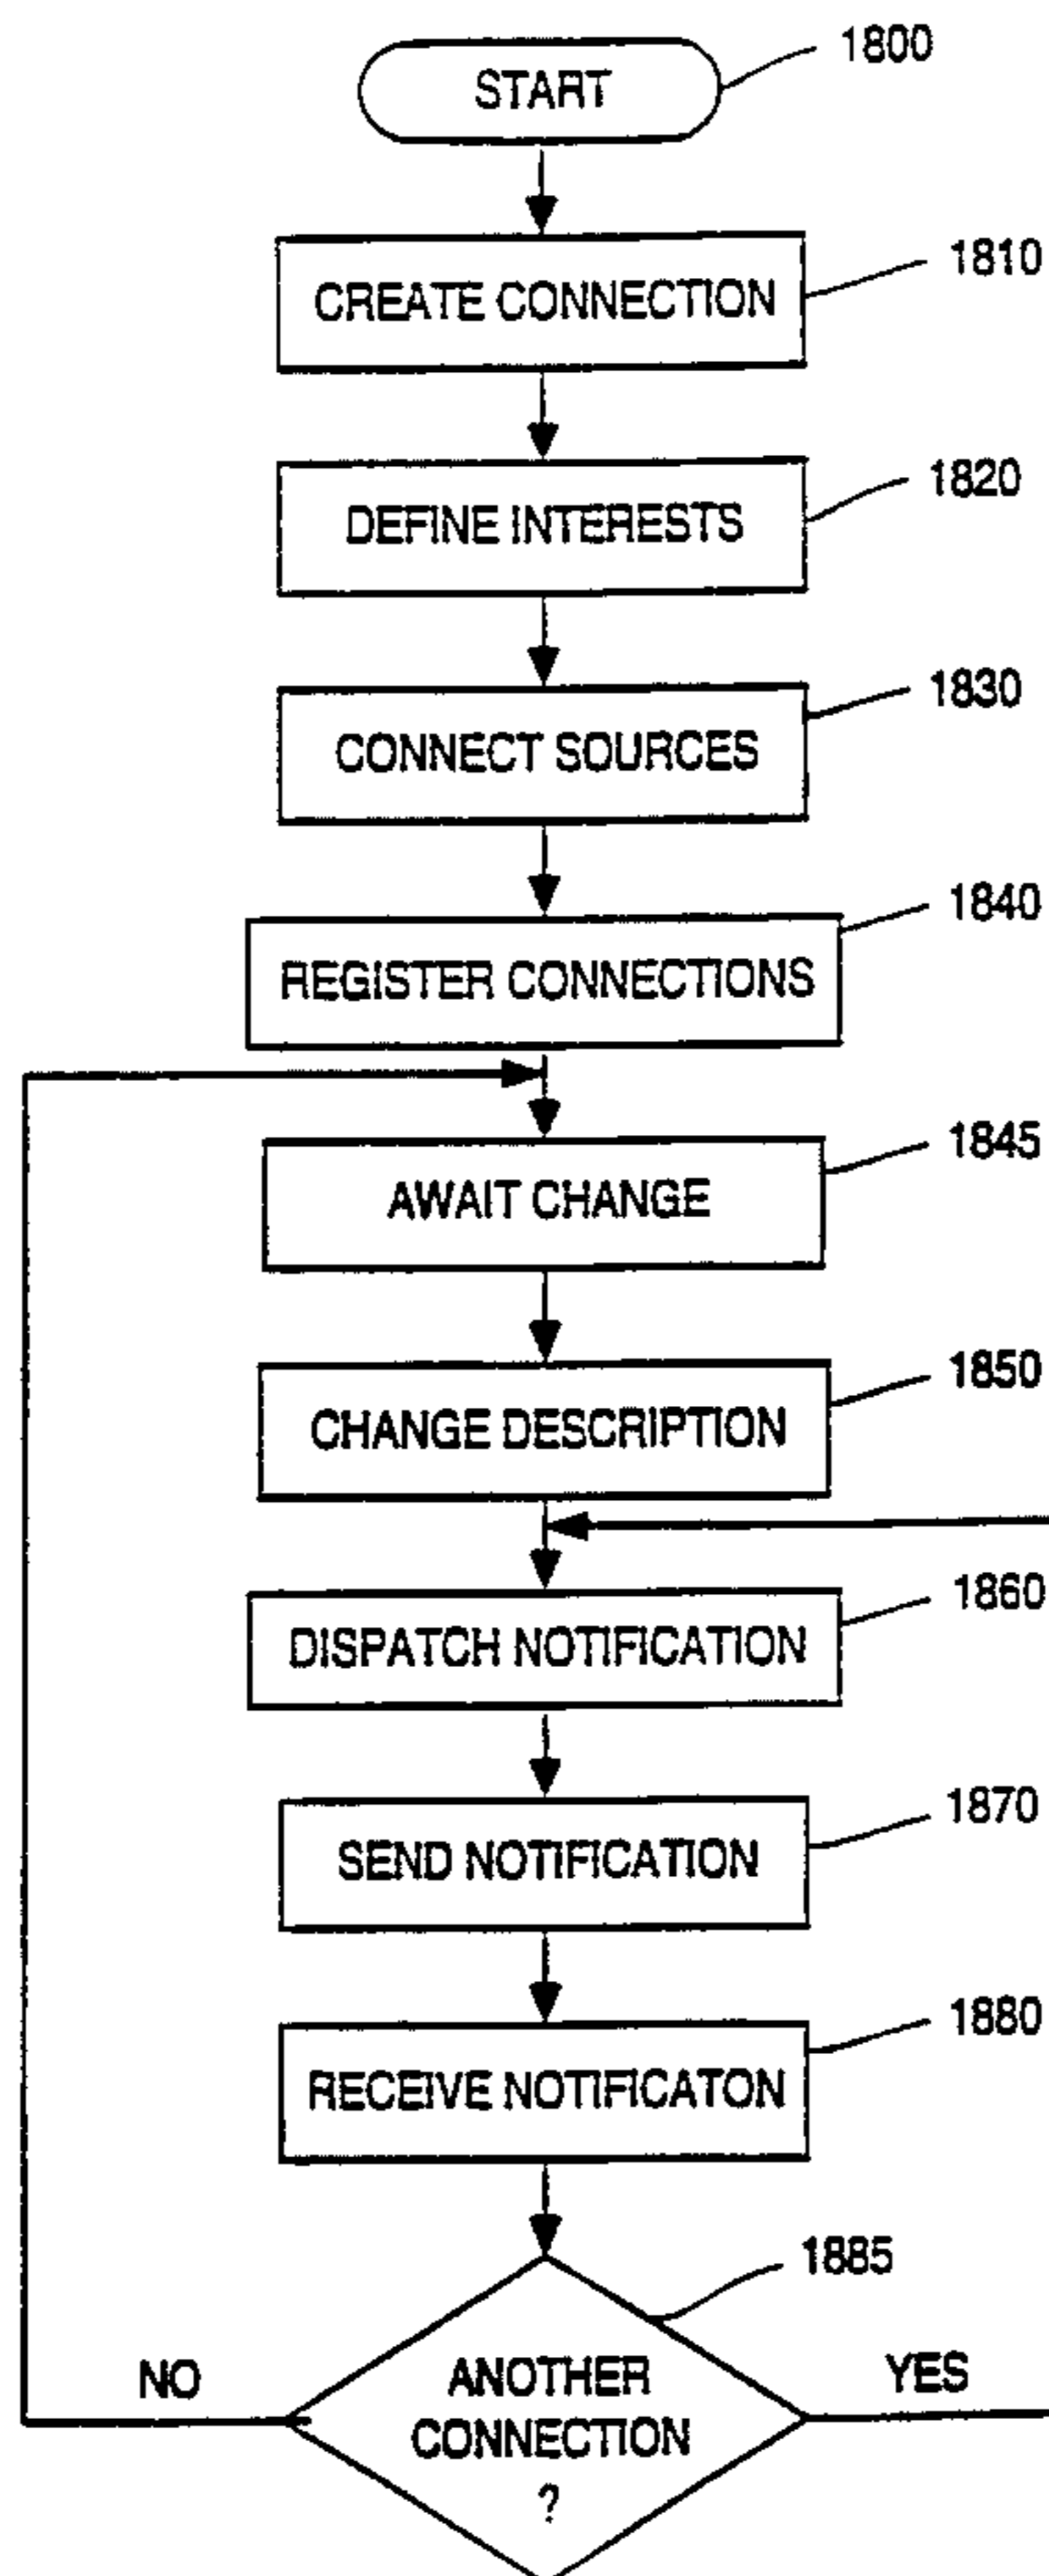 START
1800
CREATE CONNECTION
1810
DEFINE INTERESTS
1820
CONNECT SOURCES
1830
REGISTER CONNECTIONS
1840
AWAIT CHANGE
1845
CHANGE DESCRIPTION
1850
DISPATCH NOTIFICATION
1860
SEND NOTIFICATION
1870
RECEIVE NOTIFICATON
1880
1885
NO
ANOTHER
CONNECTION
?
YES